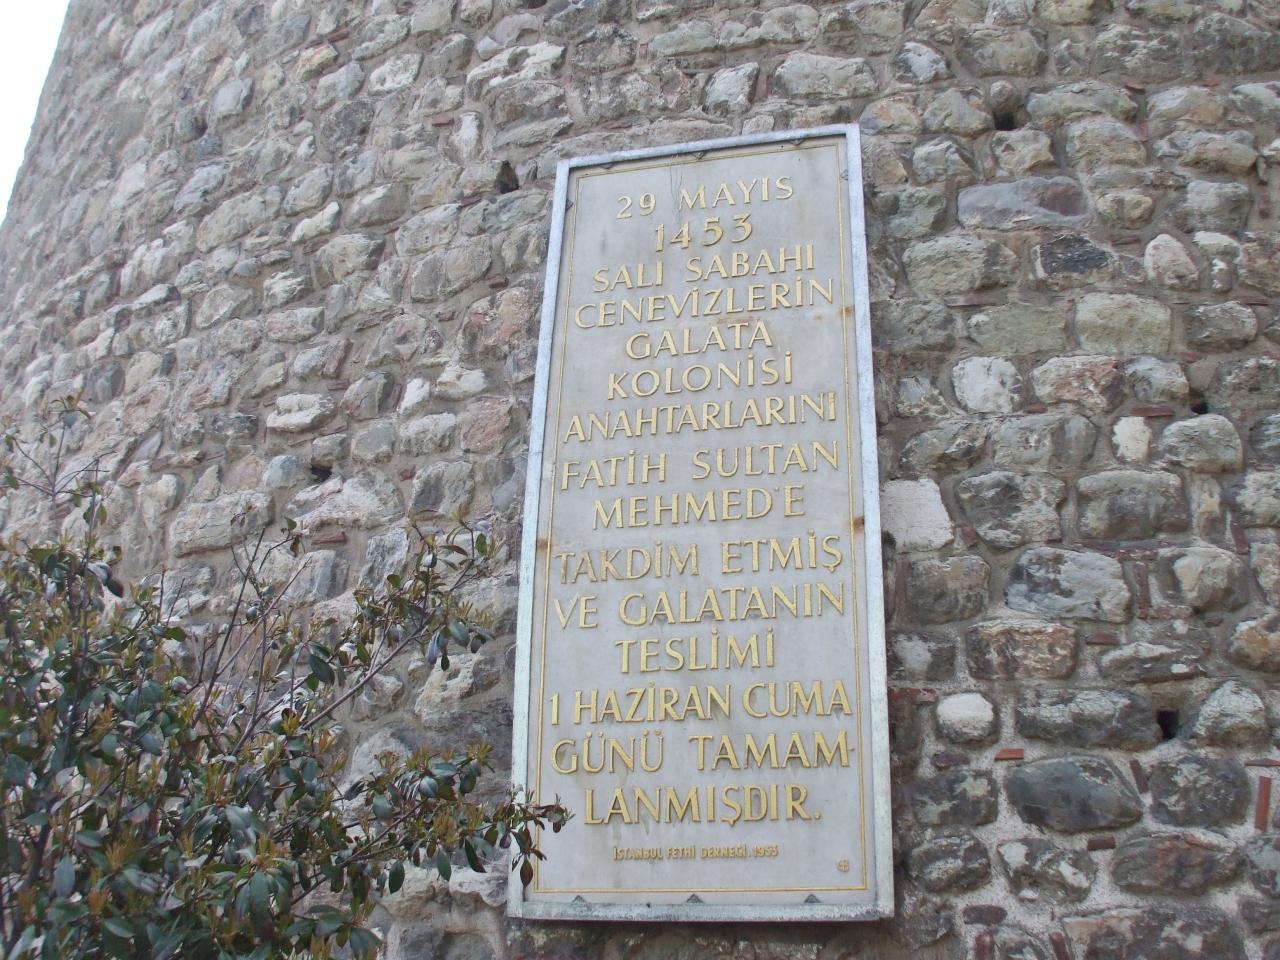 29 MAYIS
1453
SALI SABAHI
CENEVİZLERİN
GALATA
KOLONİSİ
ANAHTARLARINİ
FATİH SULTAN
MEHMED'E
TAKDİM ETMİŞ
VE GALATANIN
TESLİMİ
1 HAZİRAN CUMA
GÜNÜ TAMAM
LANMIŞDIR.
İSTANBUL FETHİ DERNEĞİ. 1953